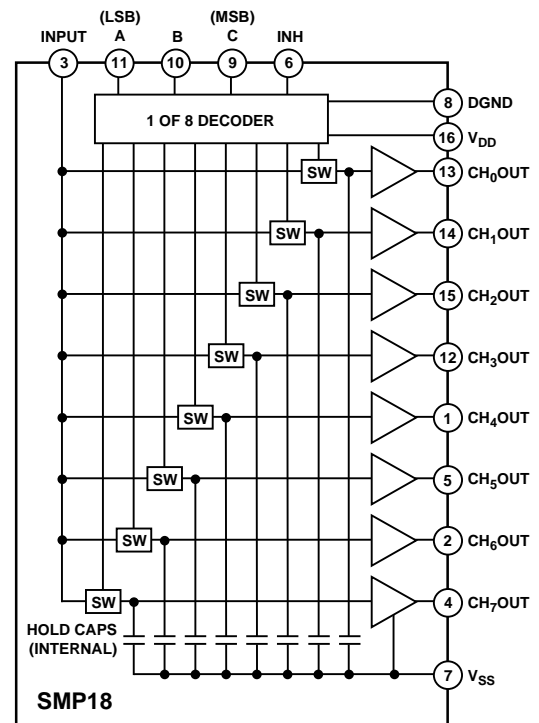 (LSB) (MSB)
INPUT A B C INH
3 11 10 9 6
1 OF 8 DECODER
8 DGND
16 VDD
SW 13 CH0OUT
SW 14 CH1OUT
SW 15 CH2OUT
SW 12 CH3OUT
SW 1 CH4OUT
SW 5 CH5OUT
SW 2 CH6OUT
SW 4 CH7OUT
HOLD CAPS
(INTERNAL)
7 VSS
SMP18